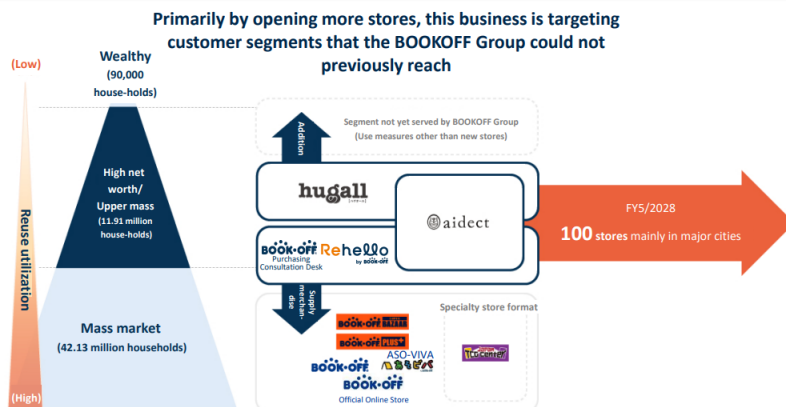 Primarily by opening more stores, this business is targeting
customer segments that the BOOKOFF Group could not
previously reach
(Low)
Reuse utilization
(High)
Wealthy
(90,000
house-holds)
High net
worth/
Upper mass
(11.91 million
house-holds)
Mass market
(42.13 million households)
Addition
Segment not yet served by BOOKOFF Group
(Use measures other than new stores)
hugall
aidect
BOOK·OFF
Purchasing
Consultation Desk
Rehello
by BOOK·OFF
Supply
merchan-
dise
FY5/2028
100 stores mainly in major cities
Specialty store format
BOOK·OFF SUPER BAZAAR
BOOK·OFF PLUS+
ASO-VIVA
BOOK·OFF
あそビバ
BOOK·OFF
Official Online Store
TCGCenter